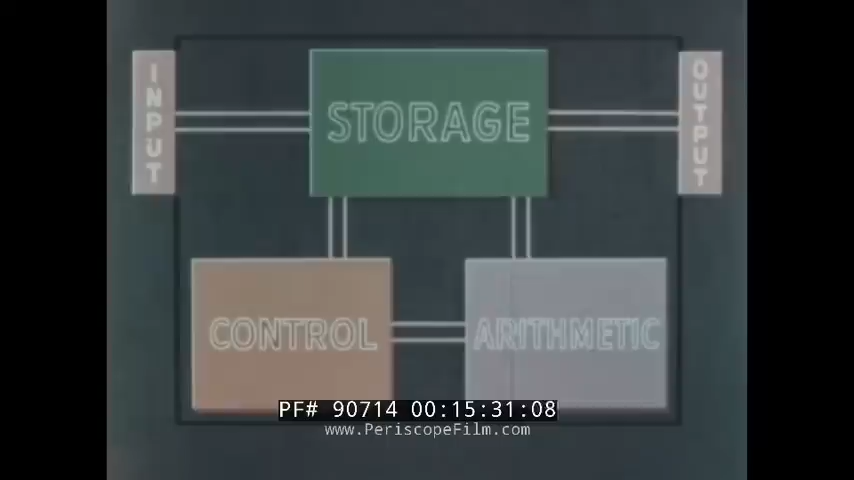 INPUT
STORAGE
OUTPUT
CONTROL
ARITHMETIC
PF# 90714 00:15:31:08
www.PeriscopeFilm.com